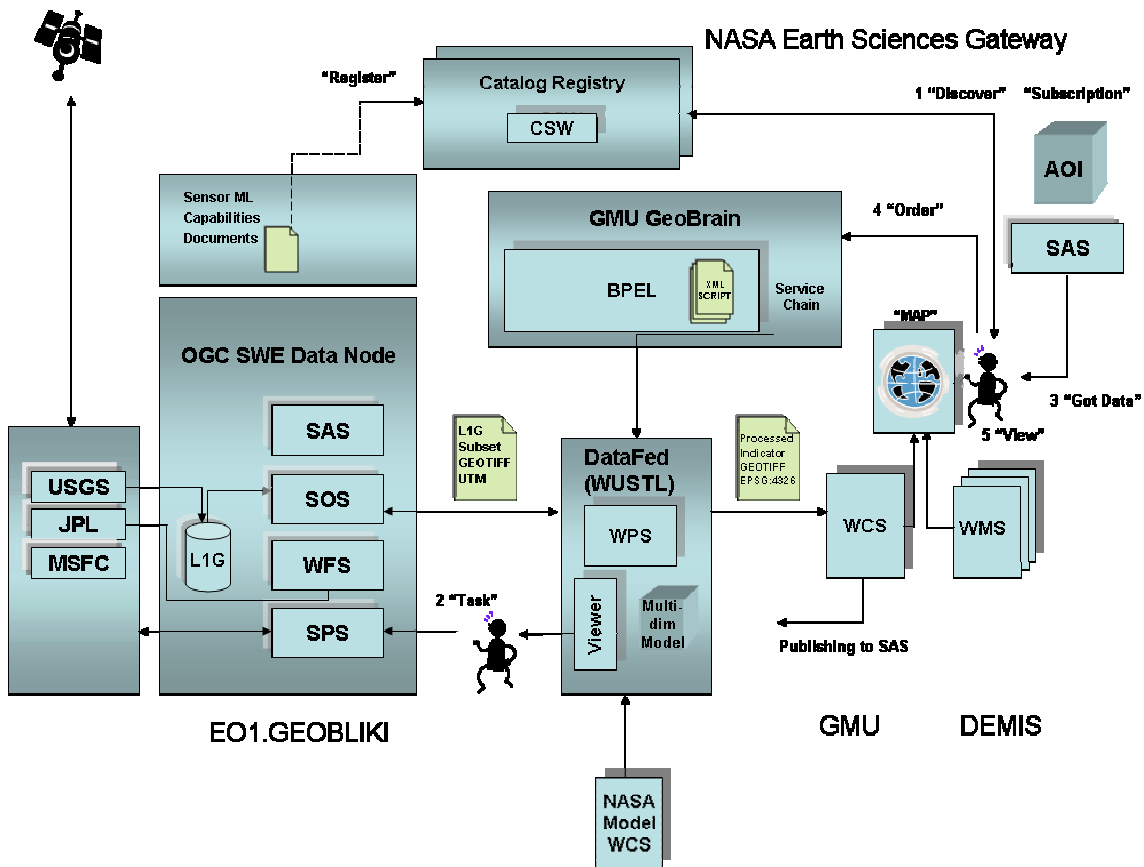 NASA Earth Sciences Gateway
"Register"
Catalog Registry
CSW
1 "Discover"
"Subscription"
AOI
SAS
Sensor ML
Capabilities
Documents
GMU GeoBrain
BPEL
XML
SCRIPT
Service
Chain
4 "Order"
"MAP"
3 "Got Data"
5 "View"
OGC SWE Data Node
SAS
SOS
WFS
SPS
L1G
USGS
JPL
MSFC
L1G
Subset
GEOTIFF
UTM
2 "Task"
DataFed
(WUSTL)
WPS
Viewer
Multi-
dim
Model
Processed
Indicator
GEOTIFF
EPSG:4326
WCS
WMS
Publishing to SAS
EO1.GEOBLIKI
GMU
DEMIS
NASA
Model
WCS